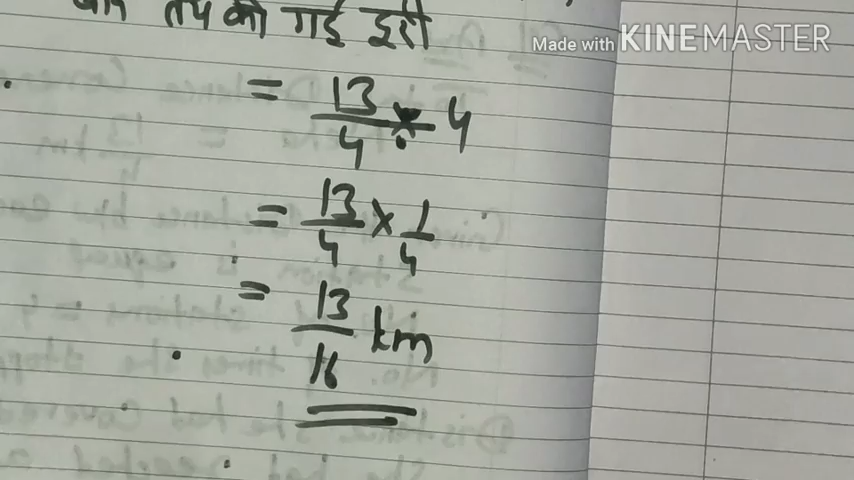 तय की गई दूरी
Made with KINEMASTER
= 13/4 ÷ 4
= 13/4 × 1/4
= 13/16 km